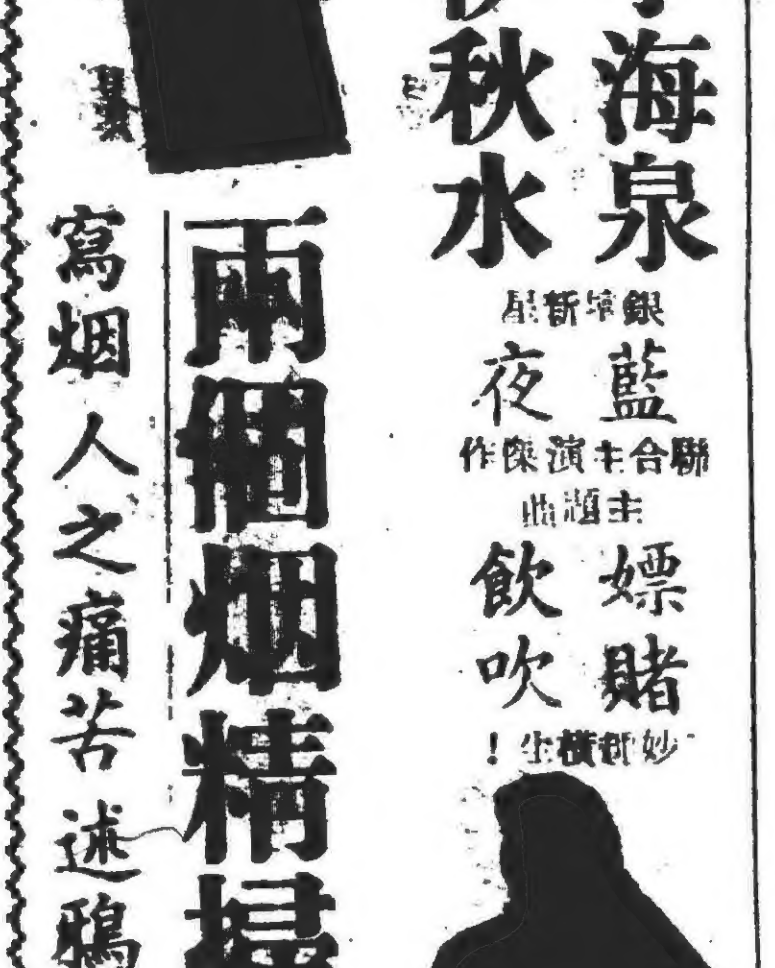 海泉
秋水
銀壇新星
藍夜
聯合主演傑作
主題曲
嫖賭
飲吹
妙趣橫生!
兩個烟精掃
寫烟人之痛苦述鴉